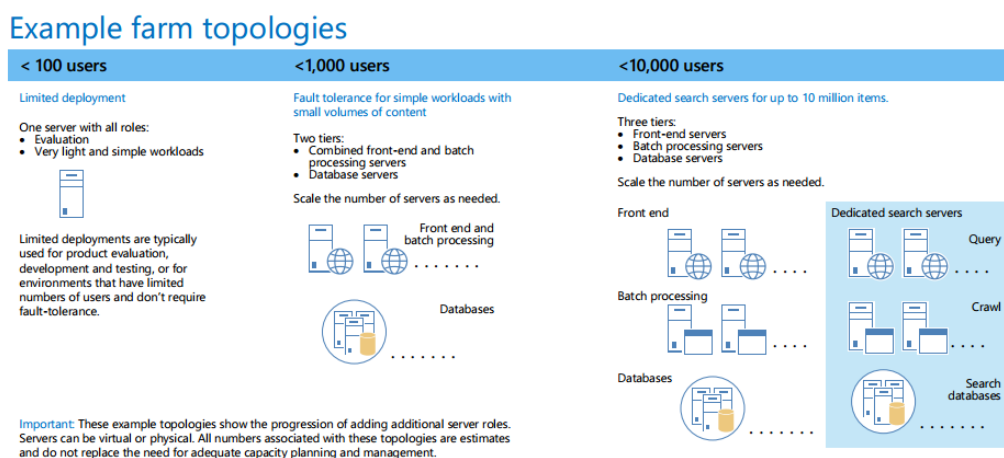 Example farm topologies
< 100 users
<1,000 users
<10,000 users
Limited deployment
One server with all roles:
• Evaluation
• Very light and simple workloads
Limited deployments are typically
used for product evaluation,
development and testing, or for
environments that have limited
numbers of users and don't require
fault-tolerance.
Fault tolerance for simple workloads with
small volumes of content
Two tiers:
• Combined front-end and batch
processing servers
• Database servers
Scale the number of servers as needed.
Front end and
batch processing
Databases
Dedicated search servers for up to 10 million items.
Three tiers:
• Front-end servers
• Batch processing servers
• Database servers
Scale the number of servers as needed.
Front end
Batch processing
Databases
Dedicated search servers
Query
Crawl
Search
databases
Important: These example topologies show the progression of adding additional server roles.
Servers can be virtual or physical. All numbers associated with these topologies are estimates
and do not replace the need for adequate capacity planning and management.